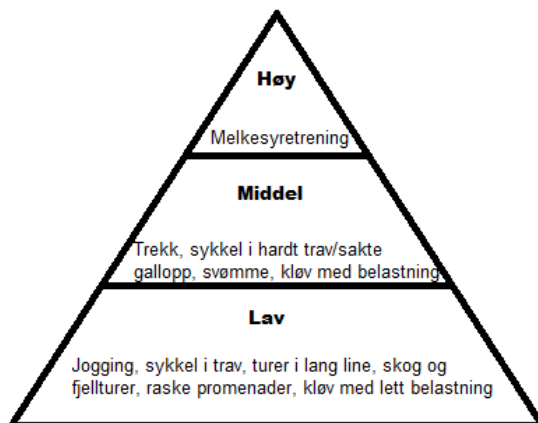 Høy
Melkesyretrening
Middel
Trekk, sykkel i hardt trav/sakte
gallopp, svømme, kløv med belastning
Lav
Jogging, sykkel i trav, turer i lang line, skog og
fjellturer, raske promenader, kløv med lett belastning